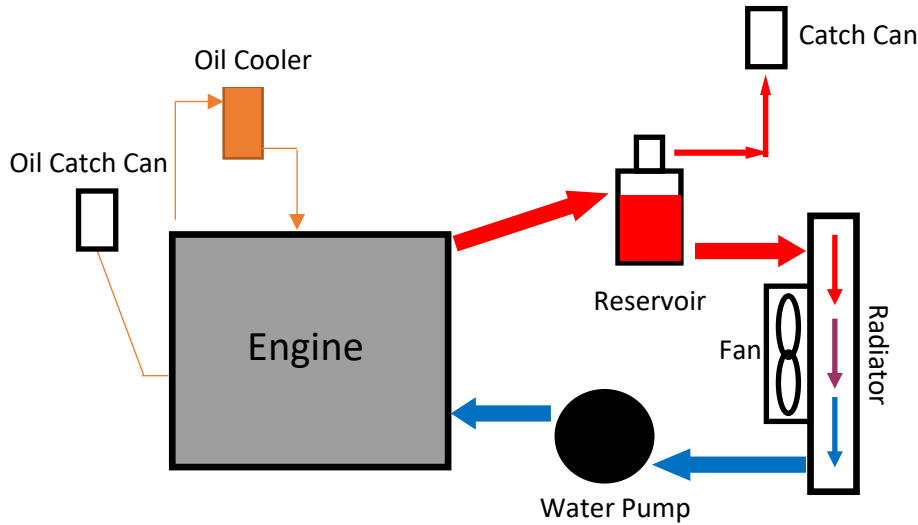 Catch Can
Oil Cooler
Oil Catch Can
Reservoir
Radiator
Fan
Engine
Water Pump